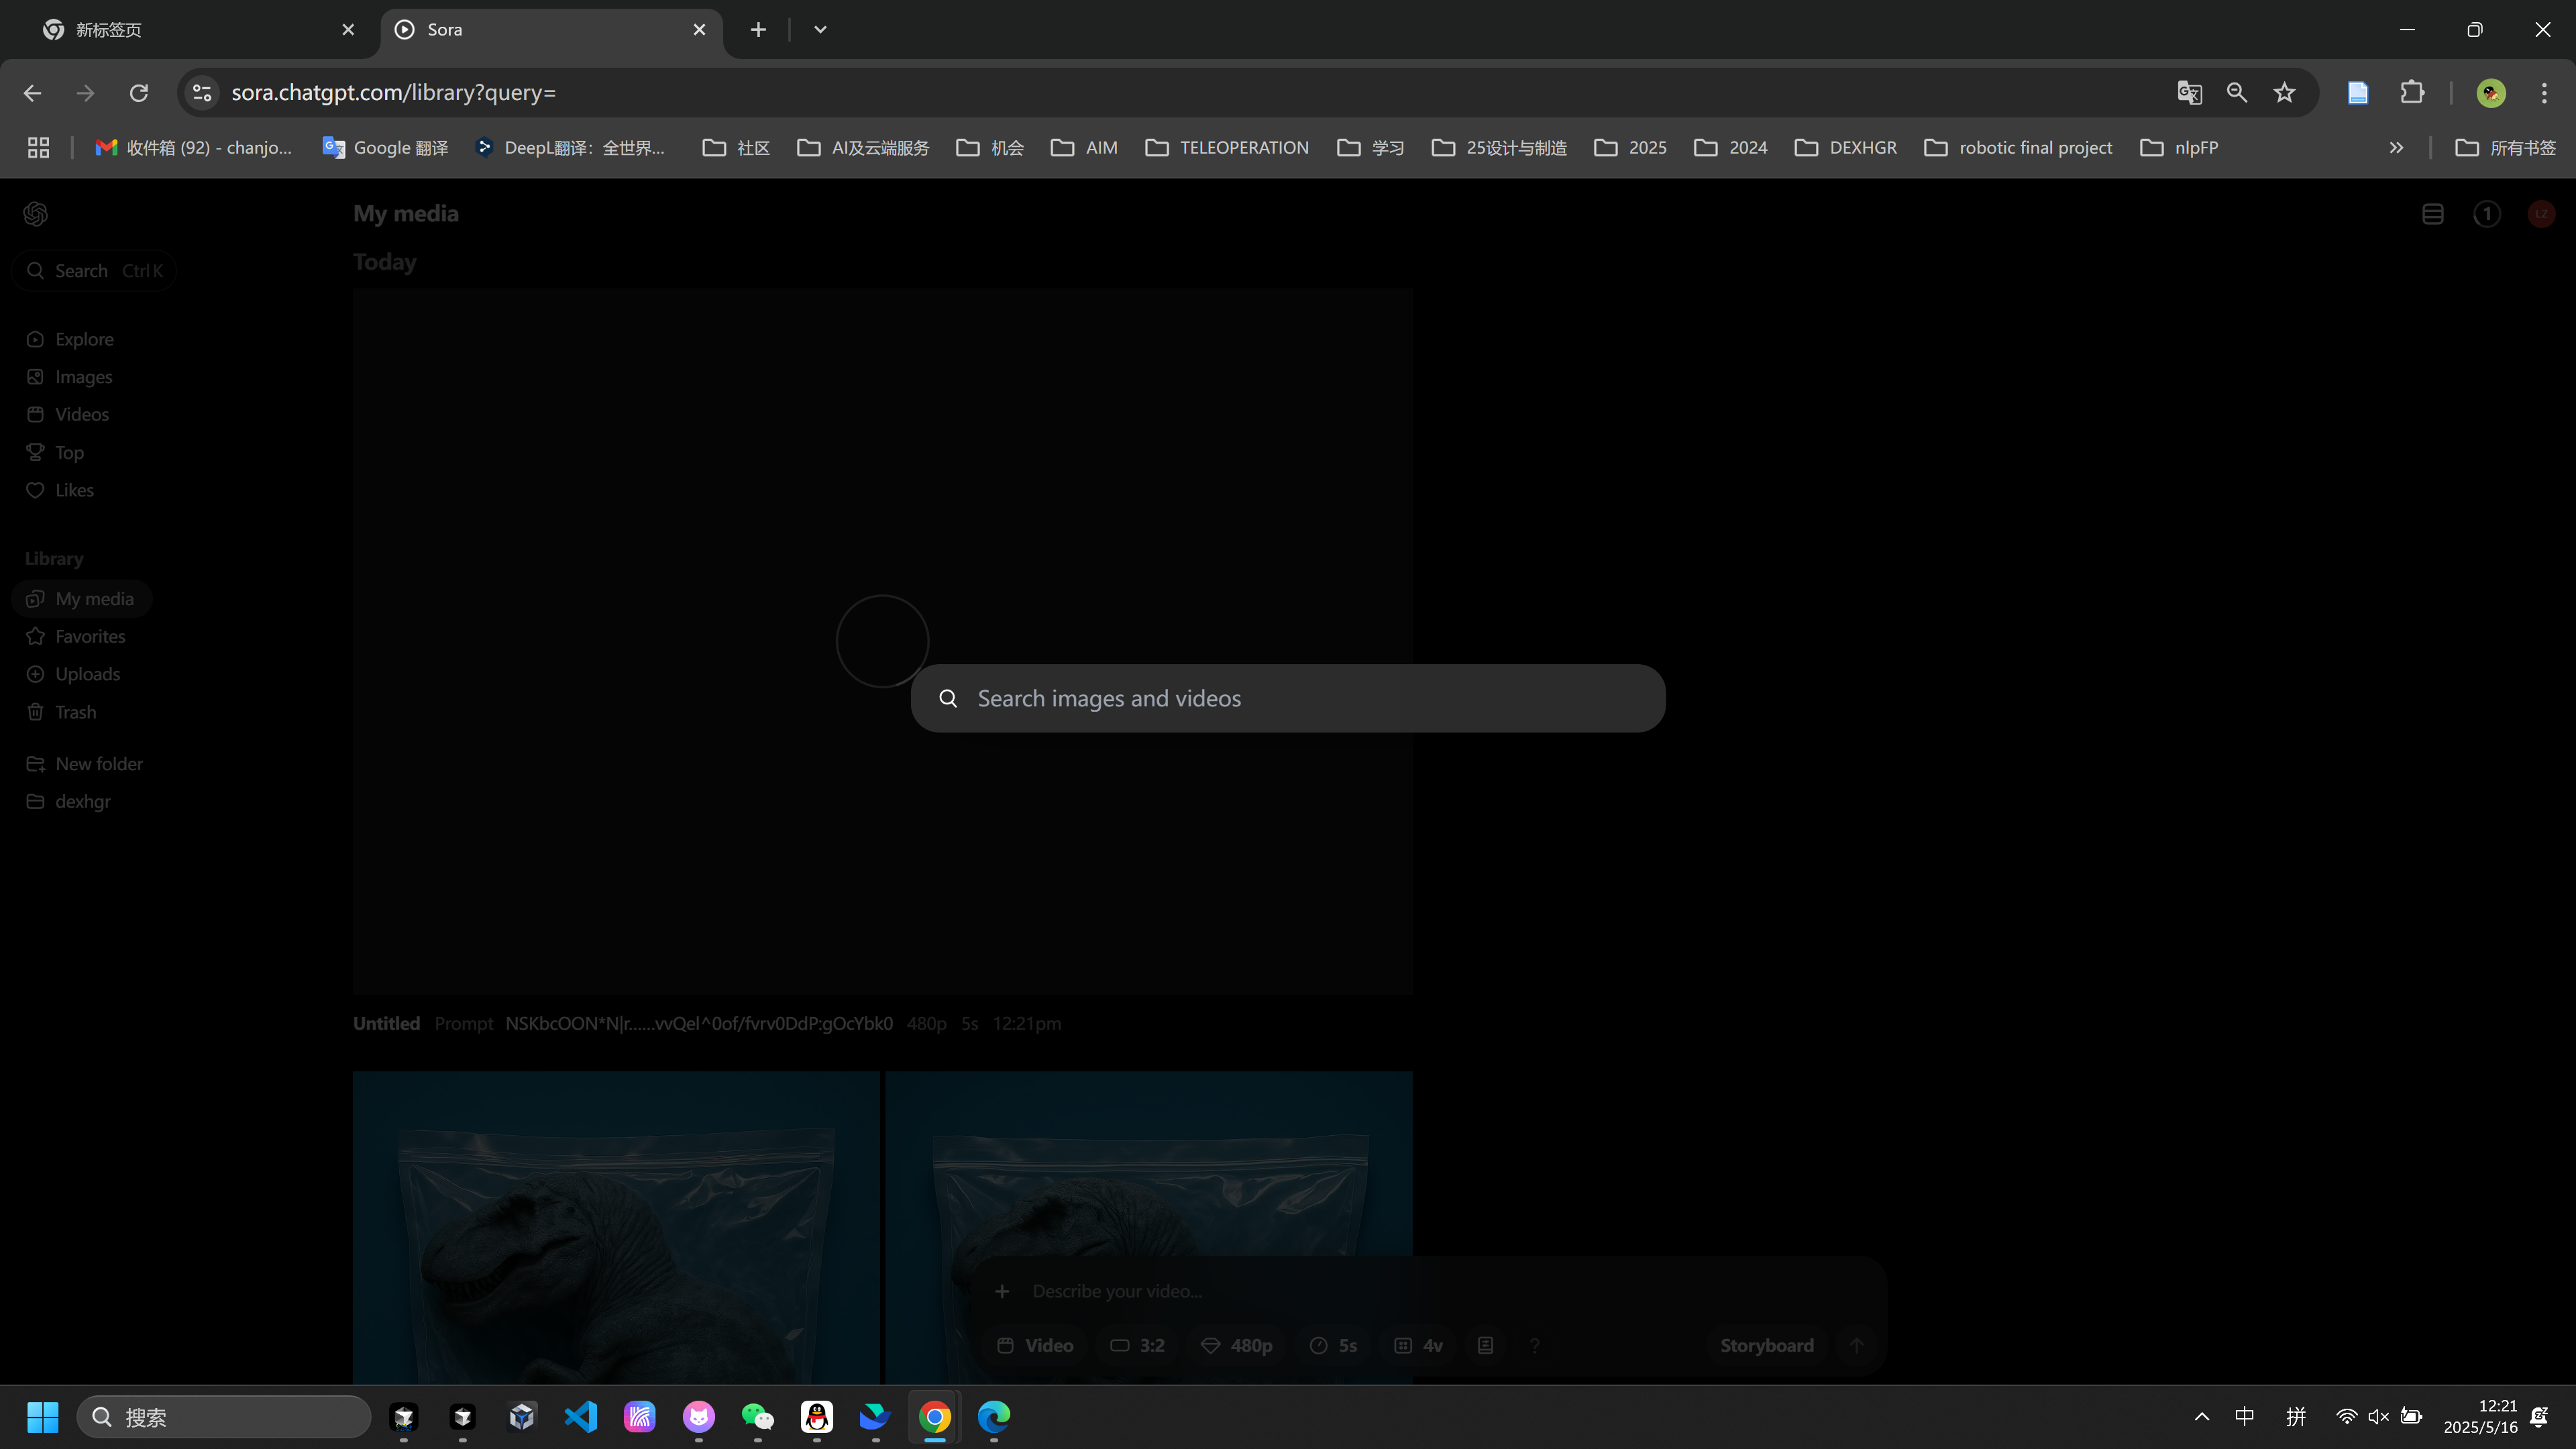 新标签页
Sora
sora.chatgpt.com/library?query=
收件箱 (92) - chanjo...
Google 翻译
DeepL翻译：全世界...
社区
AI及云端服务
机会
AIM
TELEOPERATION
学习
25设计与制造
2025
2024
DEXHGR
robotic final project
nlpFP
所有书签
My media
1
LZ
Search Ctrl K
Today
Explore
Images
Videos
Top
Likes
Library
My media
Favorites
Uploads
Trash
New folder
dexhgr
Search images and videos
Untitled Prompt NSKbcOON*N|r......vvQel^0of/fvrv0DdP:gOcYbk0 480p 5s 12:21pm
Describe your video...
Video 3:2 480p 5s 4v ? Storyboard
搜索
中
拼
12:21
2025/5/16